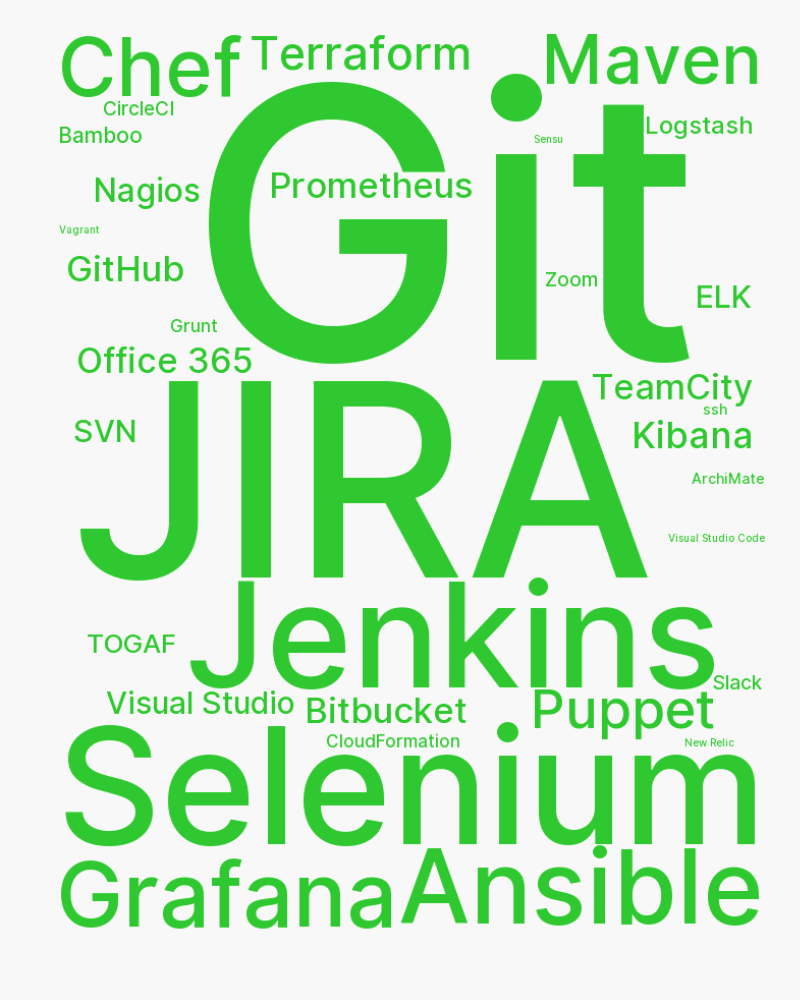 Chef
Terraform
Maven
CircleCI
Bamboo
Logstash
Sensu
Git
Nagios
Prometheus
Vagrant
GitHub
Zoom
ELK
Grunt
Office 365
TeamCity
ssh
JIRA
SVN
Kibana
ArchiMate
Visual Studio Code
Jenkins
TOGAF
Slack
Visual Studio
Bitbucket
Puppet
CloudFormation
New Relic
Selenium
Grafana
Ansible